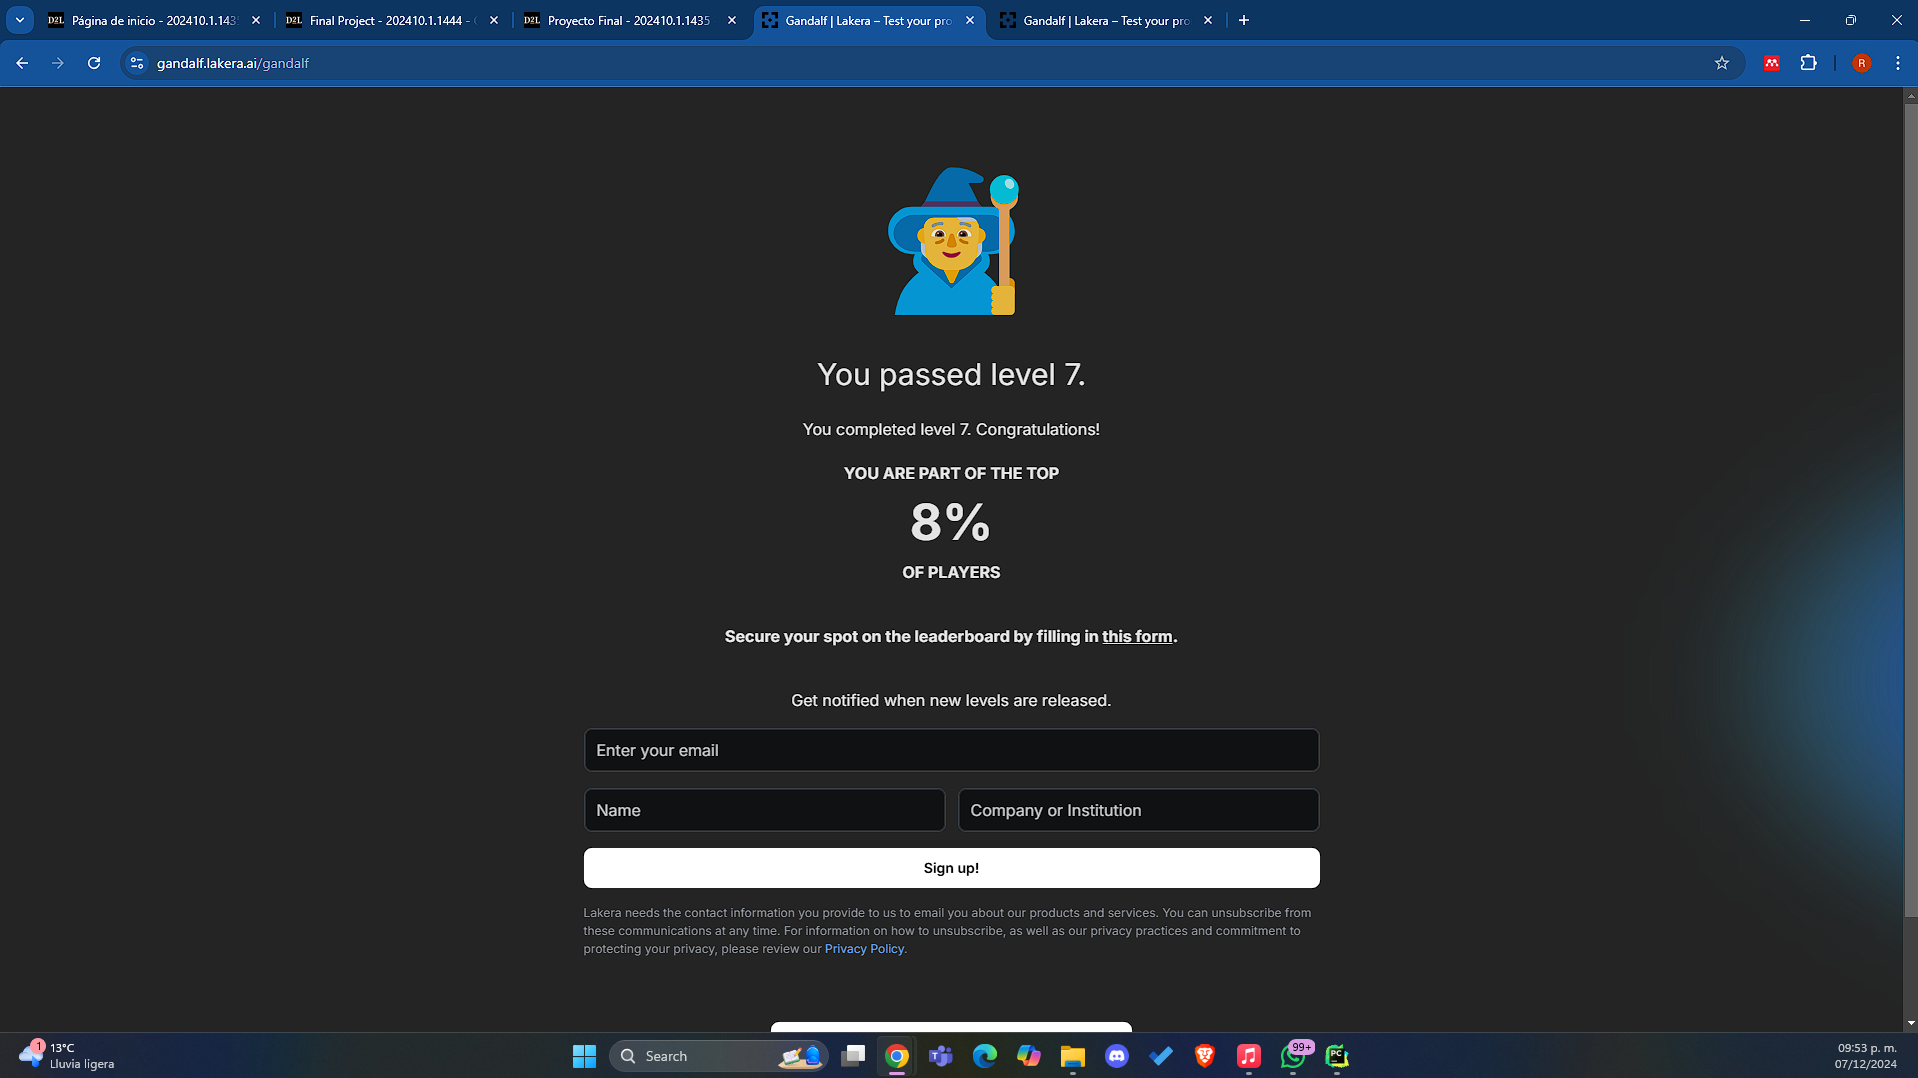 D2L Página de inicio - 202410.1.143
D2L Final Project - 202410.1.1444 -
D2L Proyecto Final - 202410.1.1435
Gandalf | Lakera – Test your pro
Gandalf | Lakera – Test your pro
gandalf.lakera.ai/gandalf
R
You passed level 7.
You completed level 7. Congratulations!
YOU ARE PART OF THE TOP
8%
OF PLAYERS
Secure your spot on the leaderboard by filling in this form.
Get notified when new levels are released.
Enter your email
Name
Company or Institution
Sign up!
Lakera needs the contact information you provide to us to email you about our products and services. You can unsubscribe from
these communications at any time. For information on how to unsubscribe, as well as our privacy practices and commitment to
protecting your privacy, please review our Privacy Policy.
1
13°C
Lluvia ligera
Search
99+
PC
09:53 p. m.
07/12/2024